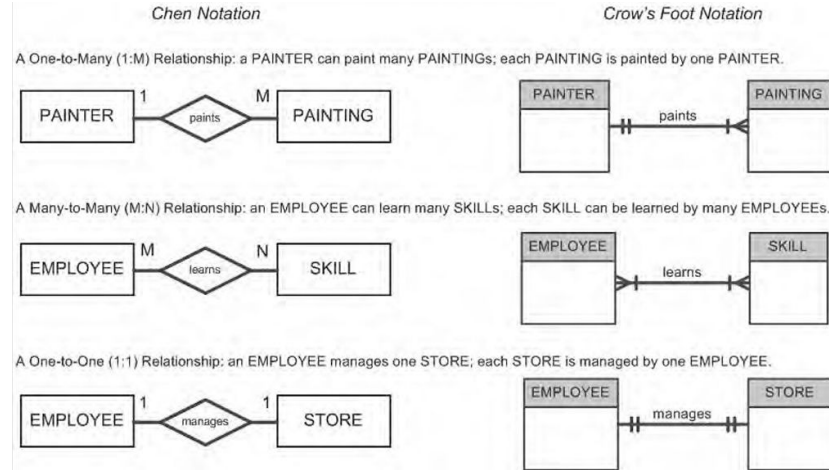 Chen Notation
Crow's Foot Notation
A One-to-Many (1:M) Relationship: a PAINTER can paint many PAINTINGs; each PAINTING is painted by one PAINTER.
PAINTER
1
paints
M
PAINTING
PAINTER
paints
PAINTING
A Many-to-Many (M:N) Relationship: an EMPLOYEE can learn many SKILLs; each SKILL can be learned by many EMPLOYEEs.
EMPLOYEE
M
learns
N
SKILL
EMPLOYEE
learns
SKILL
A One-to-One (1:1) Relationship: an EMPLOYEE manages one STORE; each STORE is managed by one EMPLOYEE.
EMPLOYEE
1
manages
1
STORE
EMPLOYEE
manages
STORE